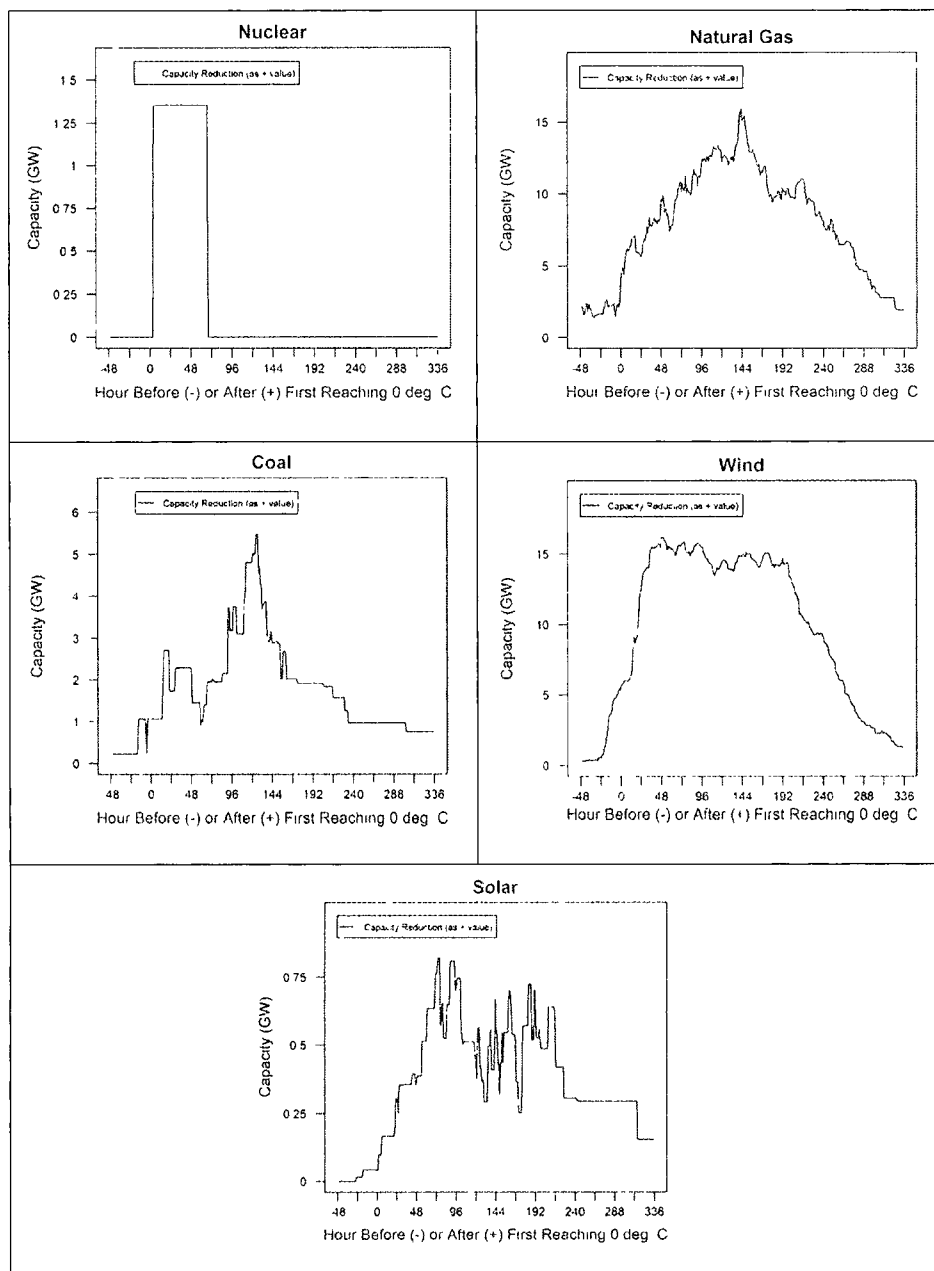 Nuclear
Capacity Reduction (as + value)
1 5
1 25
1
0 75
0 5
0 25
0
Capacity (GW)
-48 0 48 96 144 192 240 288 336
Hour Before (-) or After (+) First Reaching 0 deg C
Natural Gas
Capacity Reduction (as + value)
15
10
5
0
Capacity (GW)
-48 0 48 96 144 192 240 288 336
Hour Before (-) or After (+) First Reaching 0 deg C
Coal
Capacity Reduction (as + value)
6
5
4
3
2
1
0
Capacity (GW)
-48 0 48 96 144 192 240 288 336
Hour Before (-) or After (+) First Reaching 0 deg C
Wind
Capacity Reduction (as + value)
15
10
5
0
Capacity (GW)
-48 0 48 96 144 192 240 288 336
Hour Before (-) or After (+) First Reaching 0 deg C
Solar
Capacity Reduction (as + value)
0 75
0 5
0 25
0
Capacity (GW)
-48 0 48 96 144 192 240 288 336
Hour Before (-) or After (+) First Reaching 0 deg C